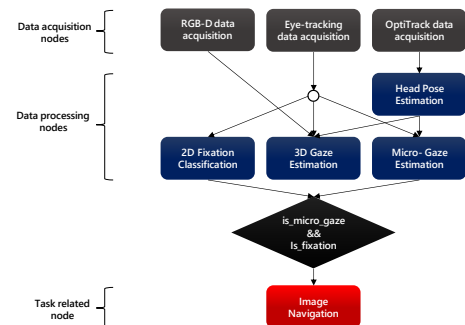 Data acquisition
nodes
RGB-D data
acquisition
Eye-tracking
data acquisition
OptiTrack data
acquisition
Data processing
nodes
Head Pose
Estimation
2D Fixation
Classification
3D Gaze
Estimation
Micro- Gaze
Estimation
is_micro_gaze
&&
Is_fixation
Task related
node
Image
Navigation